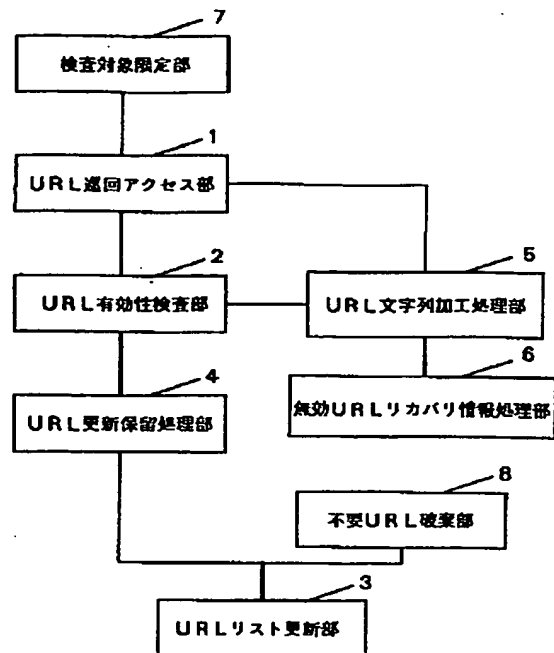 7
検査対象限定部
1
URL巡回アクセス部
2
URL有効性検査部
5
URL文字列加工処理部
4
URL更新保留処理部
6
無効URLリカバリ情報処理部
8
不要URL破棄部
3
URLリスト更新部